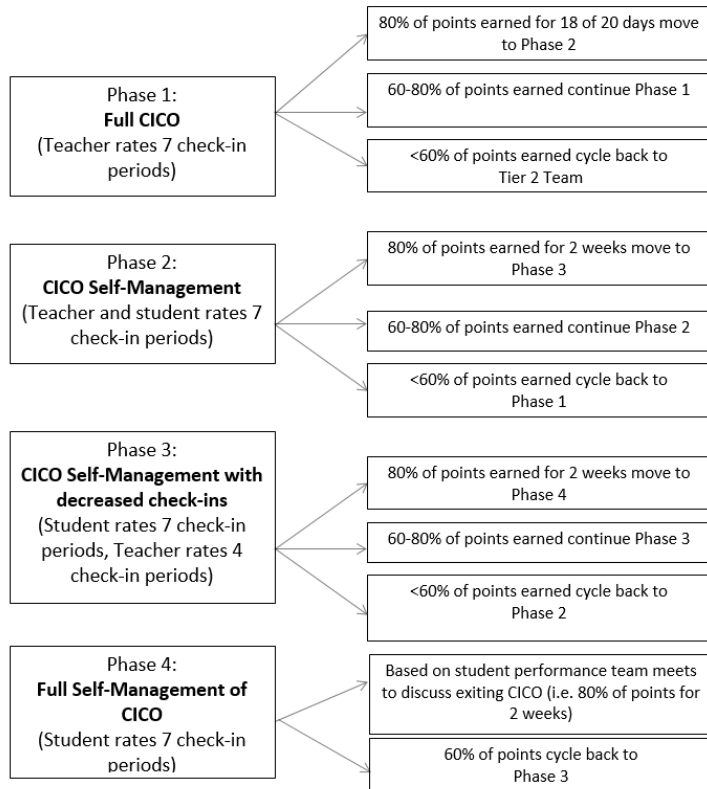 Phase 1:
Full CICO
(Teacher rates 7 check-in
periods)
80% of points earned for 18 of 20 days move
to Phase 2
60-80% of points earned continue Phase 1
<60% of points earned cycle back to
Tier 2 Team
Phase 2:
CICO Self-Management
(Teacher and student rates 7
check-in periods)
80% of points earned for 2 weeks move to
Phase 3
60-80% of points earned continue Phase 2
<60% of points earned cycle back to
Phase 1
Phase 3:
CICO Self-Management with
decreased check-ins
(Student rates 7 check-in
periods, Teacher rates 4
check-in periods)
80% of points earned for 2 weeks move to
Phase 4
60-80% of points earned continue Phase 3
<60% of points earned cycle back to
Phase 2
Phase 4:
Full Self-Management of
CICO
(Student rates 7 check-in
periods)
Based on student performance team meets
to discuss exiting CICO (i.e. 80% of points for
2 weeks)
60% of points cycle back to
Phase 3